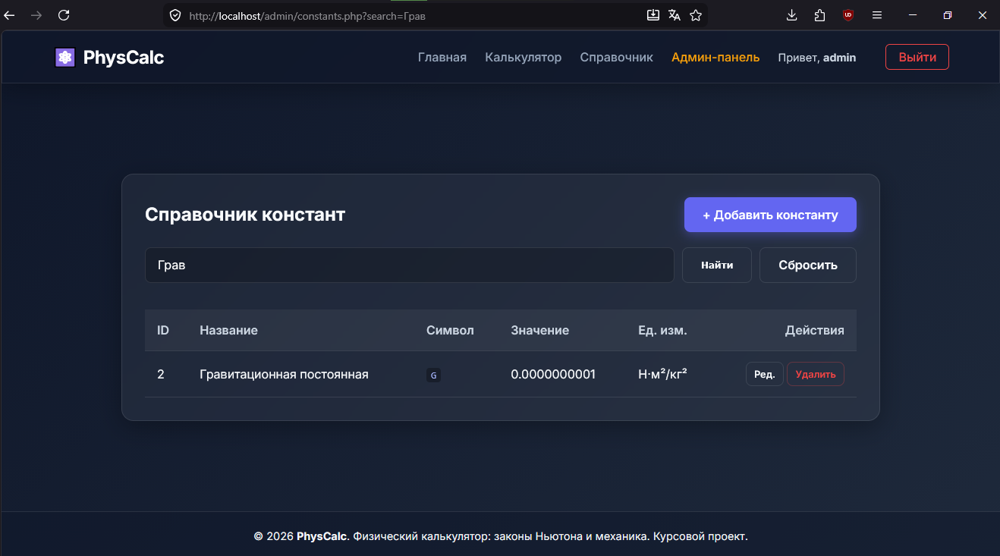 http://localhost/admin/constants.php?search=Грав
PhysCalc
Главная Калькулятор Справочник Админ-панель Привет, admin Выйти
Справочник констант
+ Добавить константу
Грав Найти Сбросить
ID Название Символ Значение Ед. изм. Действия
2 Гравитационная постоянная G 0.0000000001 Н·м²/кг² Ред. Удалить
© 2026 PhysCalc. Физический калькулятор: законы Ньютона и механика. Курсовой проект.